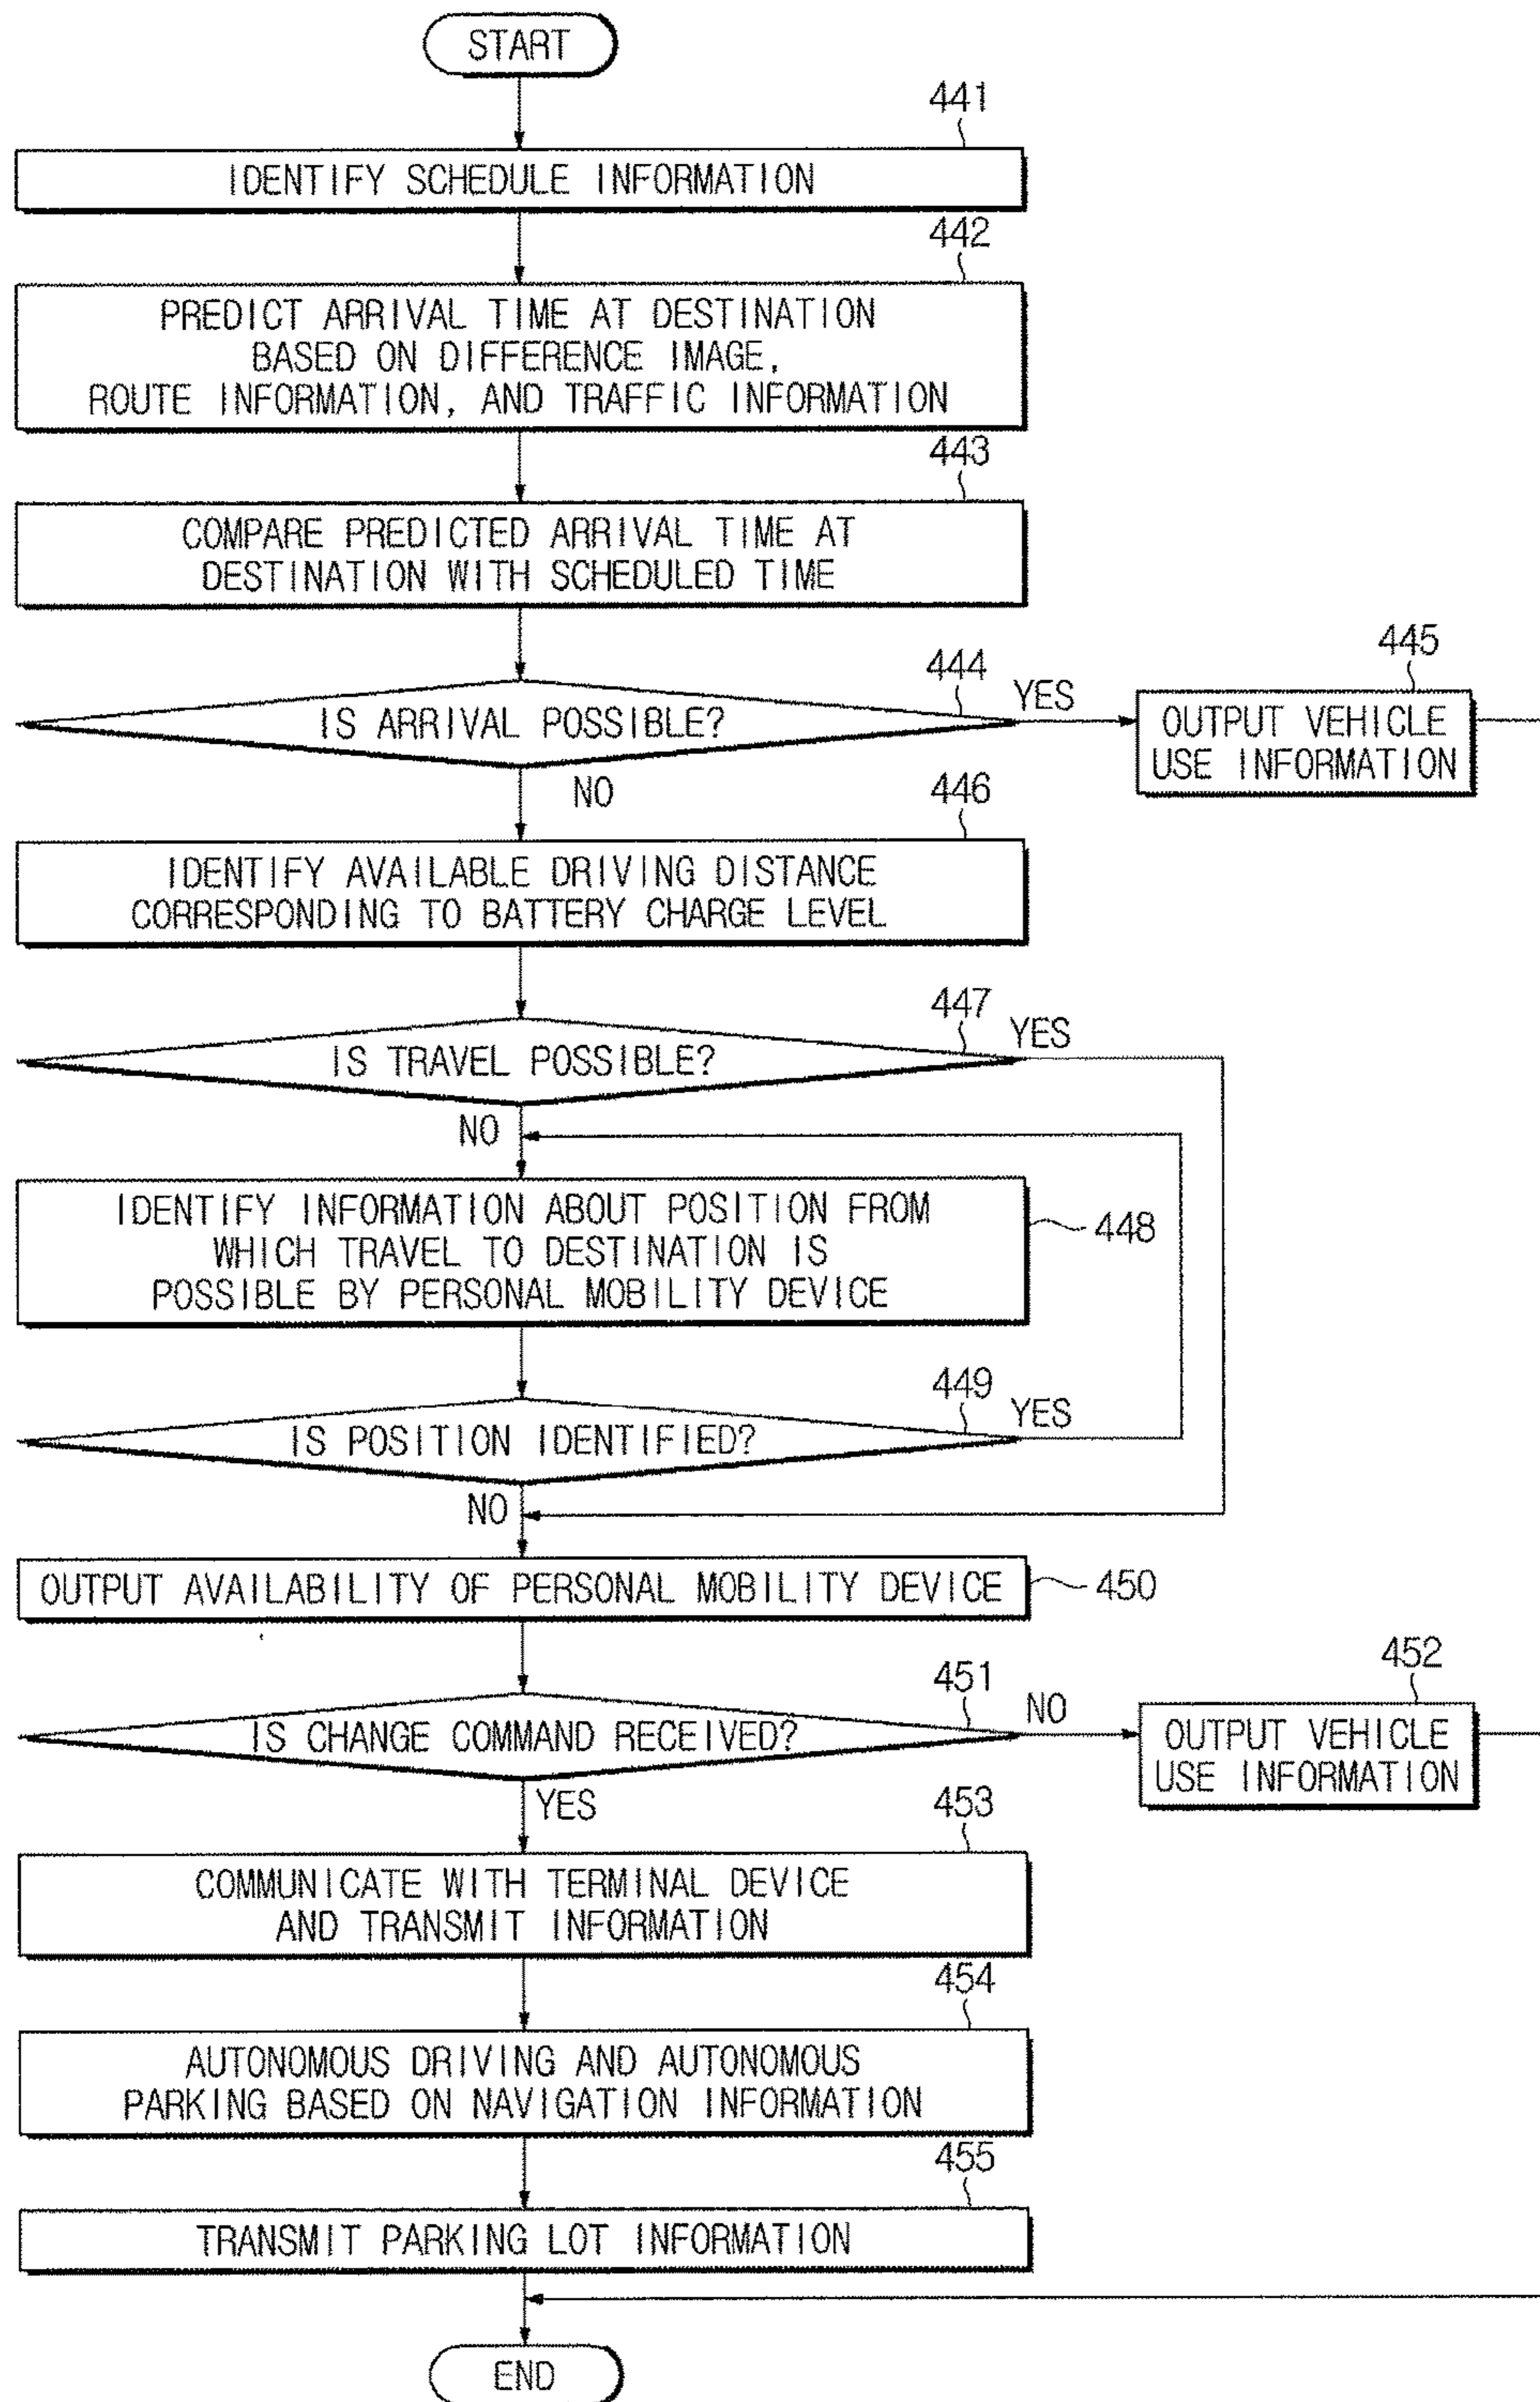 START
441
IDENTIFY SCHEDULE INFORMATION
442
PREDICT ARRIVAL TIME AT DESTINATION
BASED ON DIFFERENCE IMAGE,
ROUTE INFORMATION, AND TRAFFIC INFORMATION
443
COMPARE PREDICTED ARRIVAL TIME AT
DESTINATION WITH SCHEDULED TIME
444
IS ARRIVAL POSSIBLE?
YES
445
OUTPUT VEHICLE
USE INFORMATION
NO
446
IDENTIFY AVAILABLE DRIVING DISTANCE
CORRESPONDING TO BATTERY CHARGE LEVEL
447
IS TRAVEL POSSIBLE?
YES
NO
IDENTIFY INFORMATION ABOUT POSITION FROM
WHICH TRAVEL TO DESTINATION IS
POSSIBLE BY PERSONAL MOBILITY DEVICE
448
449
IS POSITION IDENTIFIED?
YES
NO
OUTPUT AVAILABILITY OF PERSONAL MOBILITY DEVICE
450
451
IS CHANGE COMMAND RECEIVED?
NO
452
OUTPUT VEHICLE
USE INFORMATION
YES
453
COMMUNICATE WITH TERMINAL DEVICE
AND TRANSMIT INFORMATION
454
AUTONOMOUS DRIVING AND AUTONOMOUS
PARKING BASED ON NAVIGATION INFORMATION
455
TRANSMIT PARKING LOT INFORMATION
END